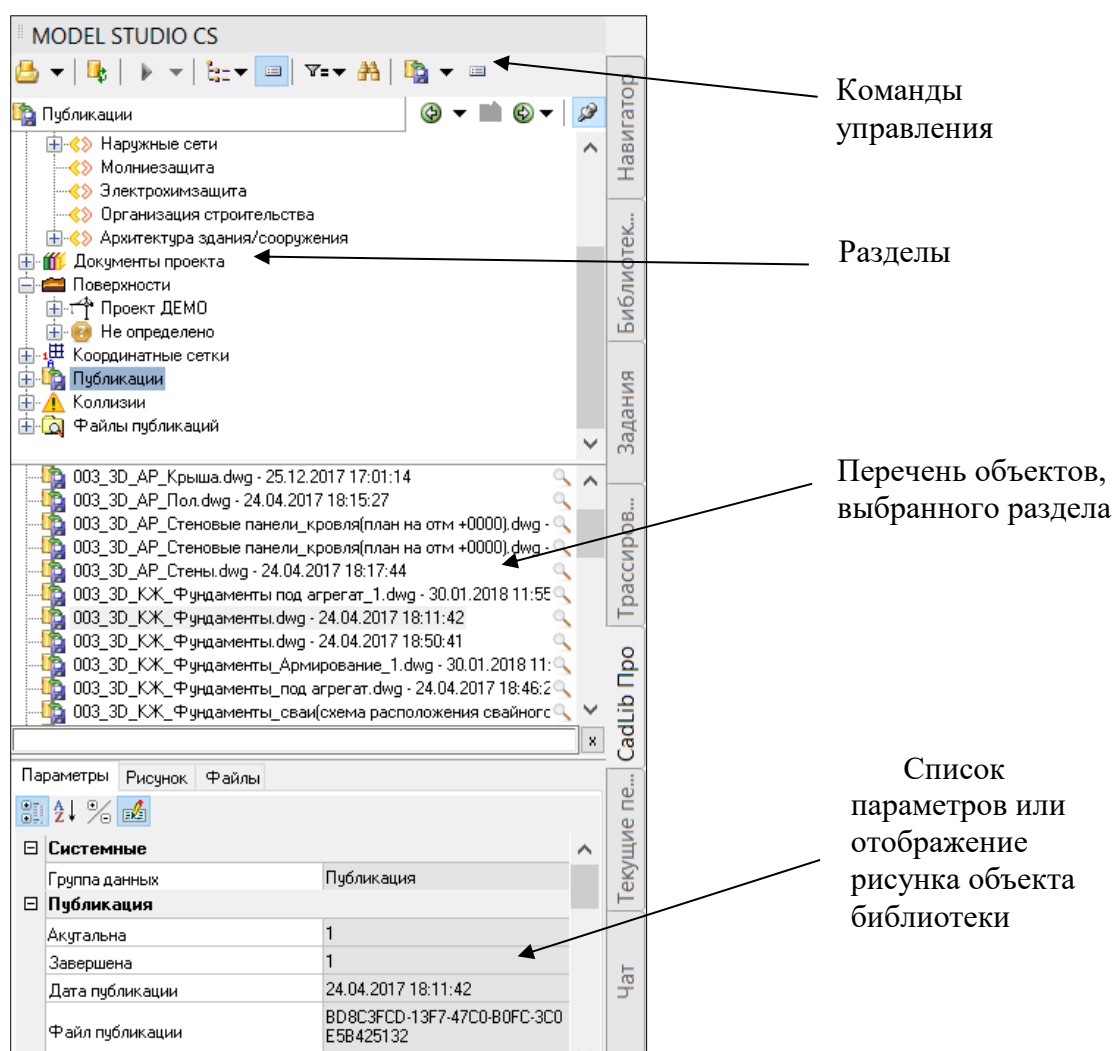 MODEL STUDIO CS
Публикации
Наружные сети
Молниезащита
Электрохимзащита
Организация строительства
Архитектура здания/сооружения
Документы проекта
Поверхности
Проект ДЕМО
Не определено
Координатные сетки
Публикации
Коллизии
Файлы публикаций
003_3D_АР_Крыша.dwg - 25.12.2017 17:01:14
003_3D_АР_Пол.dwg - 24.04.2017 18:15:27
003_3D_АР_Стеновые панели_кровля(план на отм +0000).dwg -
003_3D_АР_Стеновые панели_кровля(план на отм +0000).dwg -
003_3D_АР_Стены.dwg - 24.04.2017 18:17:44
003_3D_КЖ_Фундаменты под агрегат_1.dwg - 30.01.2018 11:55
003_3D_КЖ_Фундаменты.dwg - 24.04.2017 18:11:42
003_3D_КЖ_Фундаменты.dwg - 24.04.2017 18:50:41
003_3D_КЖ_Фундаменты_Армирование_1.dwg - 30.01.2018 11:
003_3D_КЖ_Фундаменты_под агрегат.dwg - 24.04.2017 18:46:2
003_3D_КЖ_Фундаменты_сваи(схема расположения свайного
x
Параметры Рисунок Файлы
Системные
Группа данных Публикация
Публикация
Акутальна 1
Завершена 1
Дата публикации 24.04.2017 18:11:42
Файл публикации BD8C3FCD-13F7-47C0-B0FC-3C0
E5B425132
Навигатор
Библиотек...
Задания
Трассиров...
CadLib Про
Текущие пе...
Чат
Команды
управления
Разделы
Перечень объектов,
выбранного раздела
Список
параметров или
отображение
рисунка объекта
библиотеки